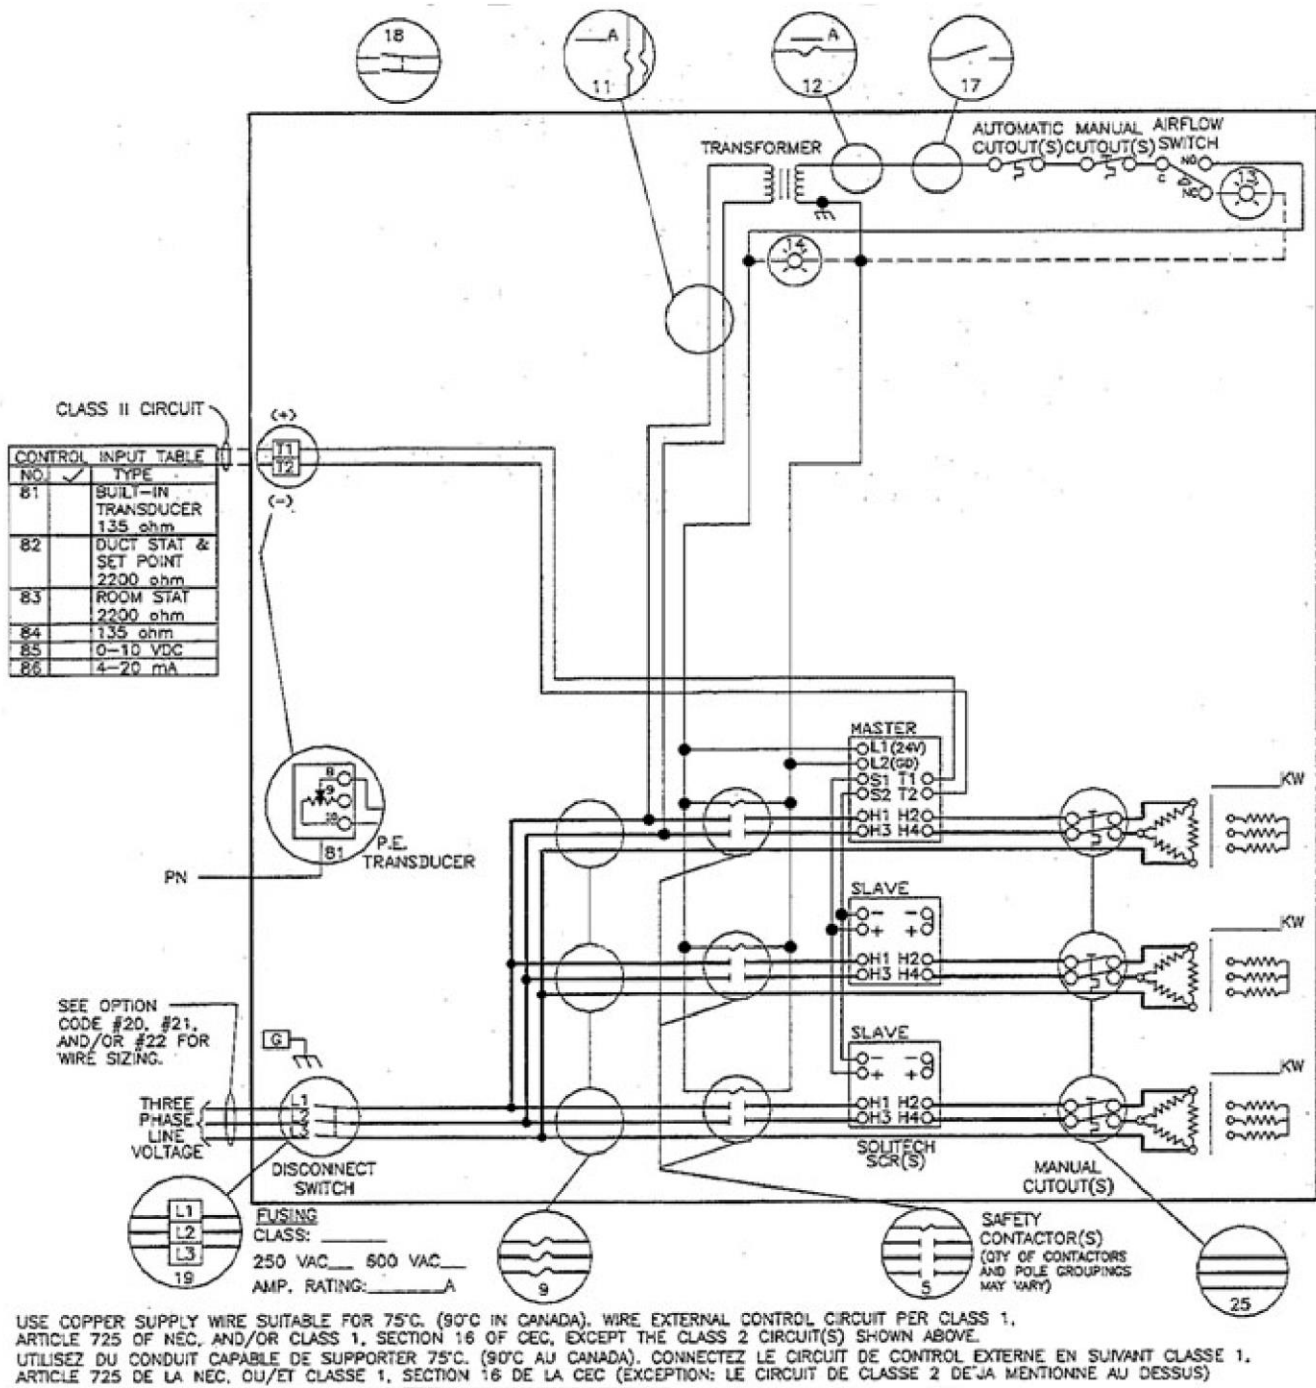 18
A
11
A
12
17
TRANSFORMER
AUTOMATIC MANUAL AIRFLOW
CUTOUT(S) CUTOUT(S) SWITCH
NO
C
NC
13
14
CLASS II CIRCUIT
(+)
T1
T2
(-)
CONTROL INPUT TABLE
NO. ✓ TYPE
81 BUILT-IN
TRANSDUCER
135 ohm
82 DUCT STAT &
SET POINT
2200 ohm
83 ROOM STAT
2200 ohm
84 135 ohm
85 0-10 VDC
86 4-20 mA
MASTER
L1(24V)
L2(GD)
S1 T1
S2 T2
H1 H2
H3 H4
KW
8
9
10
81
P.E.
TRANSDUCER
PN
SLAVE
- -
+ +
H1 H2
H3 H4
KW
SEE OPTION
CODE #20, #21,
AND/OR #22 FOR
WIRE SIZING.
G
SLAVE
- -
+ +
H1 H2
H3 H4
KW
THREE
PHASE
LINE
VOLTAGE
L1
L2
L3
DISCONNECT
SWITCH
SOLITECH
SCR(S)
MANUAL
CUTOUT(S)
L1
L2
L3
19
FUSING
CLASS: ______
250 VAC__ 600 VAC__
AMP. RATING:________A
9
5
SAFETY
CONTACTOR(S)
(QTY OF CONTACTORS
AND POLE GROUPINGS
MAY VARY)
25
USE COPPER SUPPLY WIRE SUITABLE FOR 75°C. (90°C IN CANADA). WIRE EXTERNAL CONTROL CIRCUIT PER CLASS 1,
ARTICLE 725 OF NEC, AND/OR CLASS 1, SECTION 16 OF CEC, EXCEPT THE CLASS 2 CIRCUIT(S) SHOWN ABOVE.
UTILISEZ DU CONDUIT CAPABLE DE SUPPORTER 75°C. (90°C AU CANADA). CONNECTEZ LE CIRCUIT DE CONTROL EXTERNE EN SUIVANT CLASSE 1,
ARTICLE 725 DE LA NEC, OU/ET CLASSE 1, SECTION 16 DE LA CEC (EXCEPTION: LE CIRCUIT DE CLASSE 2 DEJA MENTIONNE AU DESSUS)